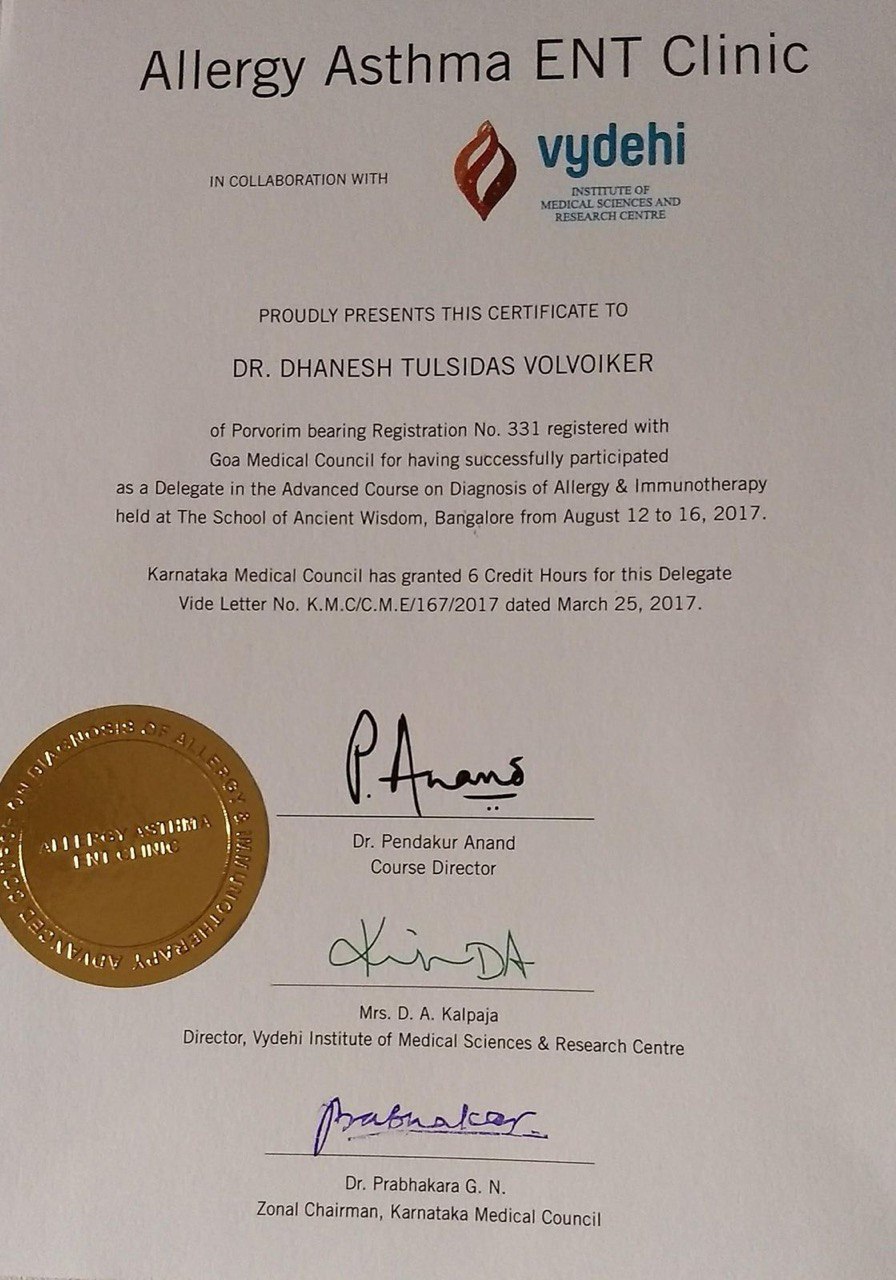 Allergy Asthma ENT Clinic
IN COLLABORATION WITH
vydehi
INSTITUTE OF
MEDICAL SCIENCES AND
RESEARCH CENTRE
PROUDLY PRESENTS THIS CERTIFICATE TO
DR. DHANESH TULSIDAS VOLVOIKER
of Porvorim bearing Registration No. 331 registered with
Goa Medical Council for having successfully participated
as a Delegate in the Advanced Course on Diagnosis of Allergy & Immunotherapy
held at The School of Ancient Wisdom, Bangalore from August 12 to 16, 2017.
Karnataka Medical Council has granted 6 Credit Hours for this Delegate
Vide Letter No. K.M.C/C.M.E/167/2017 dated March 25, 2017.
ADVANCED COURSE ON DIAGNOSIS OF ALLERGY & IMMUNOTHERAPY
ALLERGY ASTHMA
ENT CLINIC
P. Anand
Dr. Pendakur Anand
Course Director
Mrs. D. A. Kalpaja
Director, Vydehi Institute of Medical Sciences & Research Centre
Prabhakar
Dr. Prabhakara G. N.
Zonal Chairman, Karnataka Medical Council